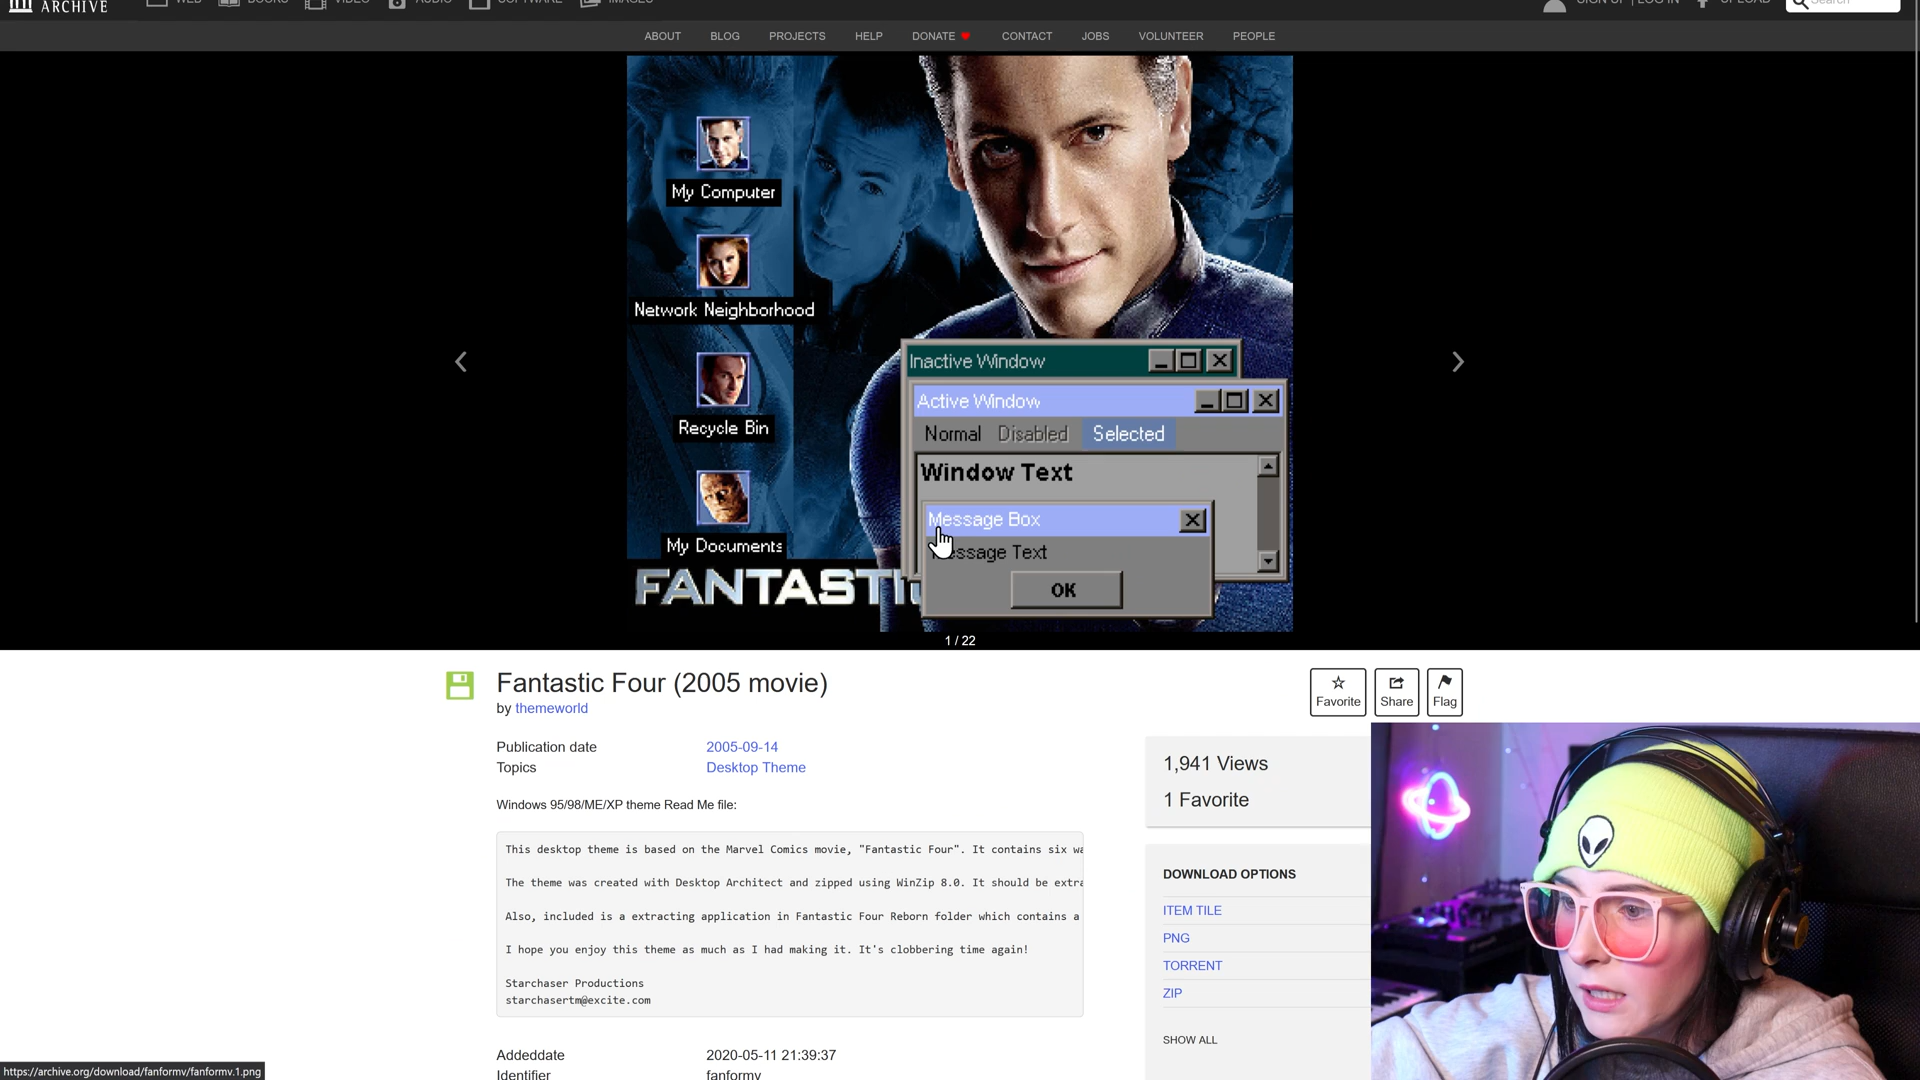 ARCHIVE
ABOUT BLOG PROJECTS HELP DONATE CONTACT JOBS VOLUNTEER PEOPLE
My Computer
Network Neighborhood
Recycle Bin
My Documents
Inactive Window
Active Window
Normal Disabled Selected
Window Text
Message Box
essage Text
OK
FANTASTI
1 / 22
Fantastic Four (2005 movie)
by themeworld
Favorite Share Flag
Publication date 2005-09-14
Topics Desktop Theme
Windows 95/98/ME/XP theme Read Me file:
This desktop theme is based on the Marvel Comics movie, "Fantastic Four". It contains six wa
The theme was created with Desktop Architect and zipped using WinZip 8.0. It should be extra
Also, included is a extracting application in Fantastic Four Reborn folder which contains a
I hope you enjoy this theme as much as I had making it. It's clobbering time again!
Starchaser Productions
starchasertm@excite.com
Addeddate 2020-05-11 21:39:37
Identifier fanformv
1,941 Views
1 Favorite
DOWNLOAD OPTIONS
ITEM TILE
PNG
TORRENT
ZIP
SHOW ALL
https://archive.org/download/fanformv/fanformv.1.png